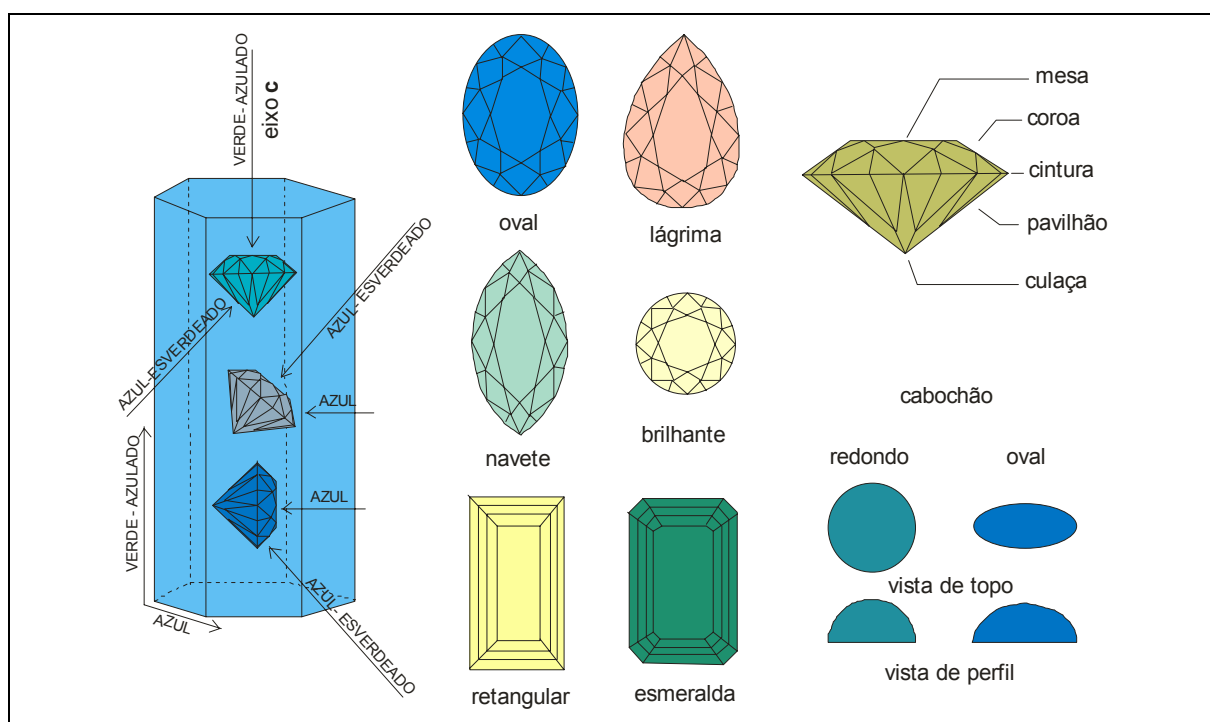 VERDE - AZULADO
eixo c
AZUL-ESVERDEADO
AZUL- ESVERDEADO
AZUL
VERDE - AZULADO
AZUL
AZUL
AZUL- ESVERDEADO
oval
lágrima
navete
brilhante
retangular
esmeralda
mesa
coroa
cintura
pavilhão
culaça
cabochão
redondo
oval
vista de topo
vista de perfil